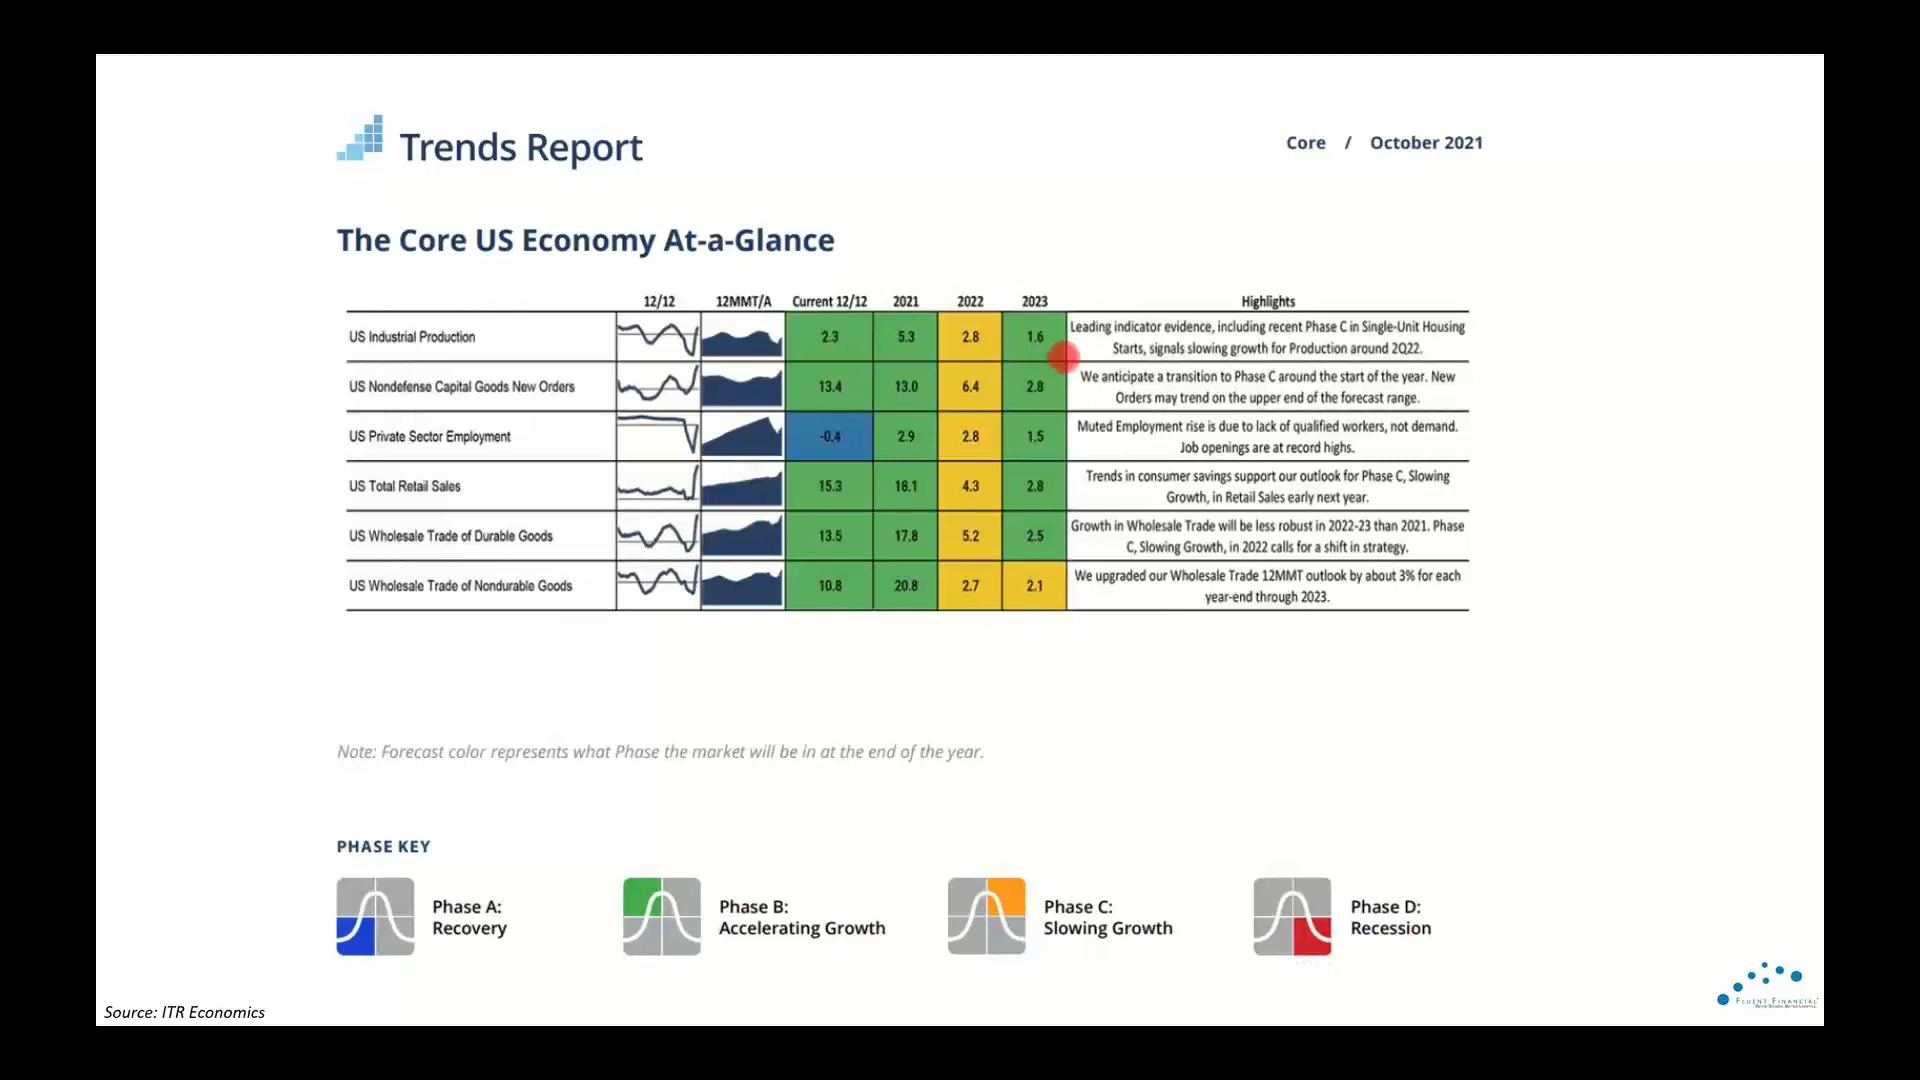 Trends Report
Core / October 2021
The Core US Economy At-a-Glance
12/12 12MMT/A Current 12/12 2021 2022 2023 Highlights
US Industrial Production 2.3 5.3 2.8 1.6 Leading indicator evidence, including recent Phase C in Single-Unit Housing
Starts, signals slowing growth for Production around 2Q22.
US Nondefense Capital Goods New Orders 13.4 13.0 6.4 2.8 We anticipate a transition to Phase C around the start of the year. New
Orders may trend on the upper end of the forecast range.
US Private Sector Employment -0.4 2.9 2.8 1.5 Muted Employment rise is due to lack of qualified workers, not demand.
Job openings are at record highs.
US Total Retail Sales 15.3 16.1 4.3 2.8 Trends in consumer savings support our outlook for Phase C, Slowing
Growth, in Retail Sales early next year.
US Wholesale Trade of Durable Goods 13.5 17.8 5.2 2.5 Growth in Wholesale Trade will be less robust in 2022-23 than 2021. Phase
C, Slowing Growth, in 2022 calls for a shift in strategy.
US Wholesale Trade of Nondurable Goods 10.8 20.8 2.7 2.1 We upgraded our Wholesale Trade 12MMT outlook by about 3% for each
year-end through 2023.
Note: Forecast color represents what Phase the market will be in at the end of the year.
PHASE KEY
Phase A:
Recovery
Phase B:
Accelerating Growth
Phase C:
Slowing Growth
Phase D:
Recession
Source: ITR Economics
FLUENT FINANCIAL